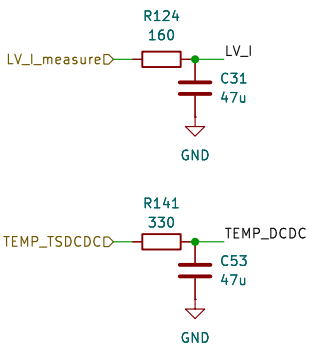 R124
160
LV_I_measure
LV_I
C31
47u
GND
R141
330
TEMP_TSDCDC
TEMP_DCDC
C53
47u
GND